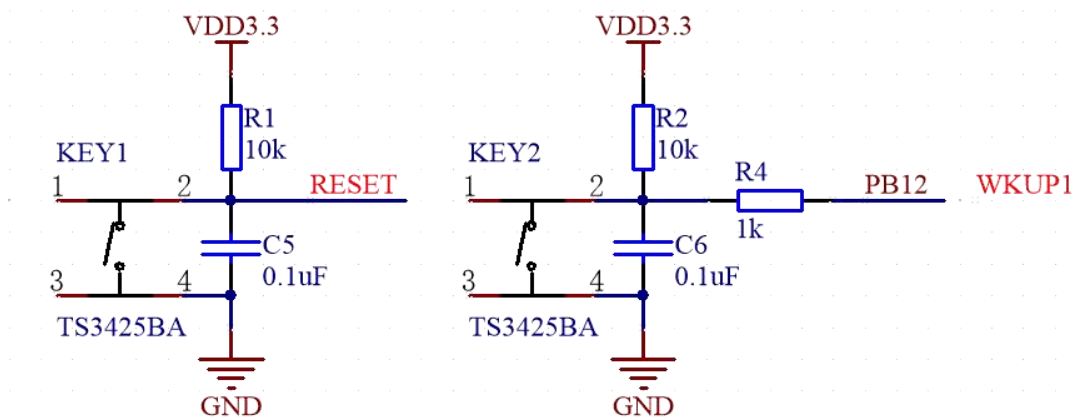 VDD3.3
R1
10k
KEY1
1
2
RESET
C5
0.1uF
3
4
TS3425BA
GND
VDD3.3
R2
10k
KEY2
1
2
R4
1k
PB12
WKUP1
C6
0.1uF
3
4
TS3425BA
GND